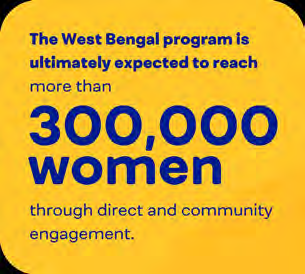 The West Bengal program is
ultimately expected to reach
more than
300,000
women
through direct and community
engagement.